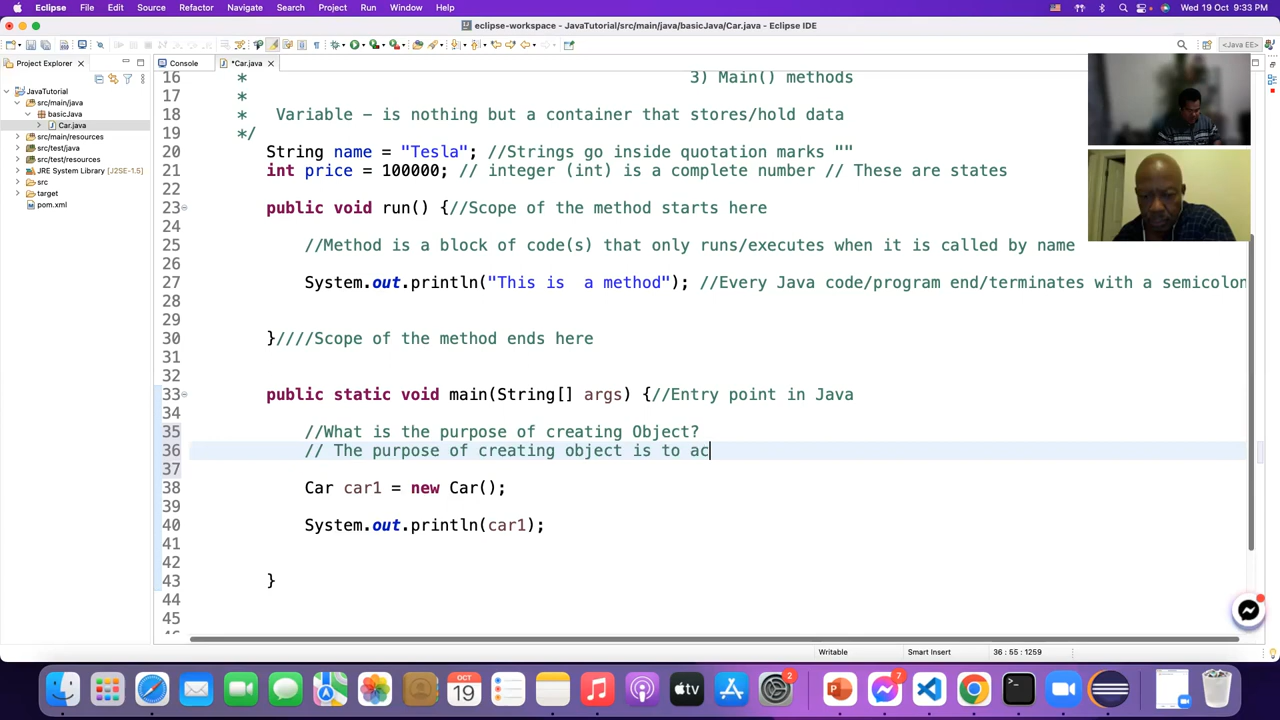 Eclipse File Edit Source Refactor Navigate Search Project Run Window Help Wed 19 Oct 9:33 PM
eclipse-workspace - JavaTutorial/src/main/java/basicJava/Car.java - Eclipse IDE
<Java EE>
Project Explorer
Console
*Car.java
JavaTutorial
src/main/java
basicJava
Car.java
src/main/resources
src/test/java
src/test/resources
JRE System Library [J2SE-1.5]
src
target
pom.xml
16 * 3) Main() methods
17 *
18 * Variable - is nothing but a container that stores/hold data
19 */
20 String name = "Tesla"; //Strings go inside quotation marks ""
21 int price = 100000; // integer (int) is a complete number // These are states
22
23 public void run() {//Scope of the method starts here
24
25 //Method is a block of code(s) that only runs/executes when it is called by name
26
27 System.out.println("This is  a method"); //Every Java code/program end/terminates with a semicolon
28
29
30 }////Scope of the method ends here
31
32
33 public static void main(String[] args) {//Entry point in Java
34
35 //What is the purpose of creating Object?
36 // The purpose of creating object is to ac
37
38 Car car1 = new Car();
39
40 System.out.println(car1);
41
42
43 }
44
45
Writable Smart Insert 36 : 55 : 1259
OCT
19
tv
2
7